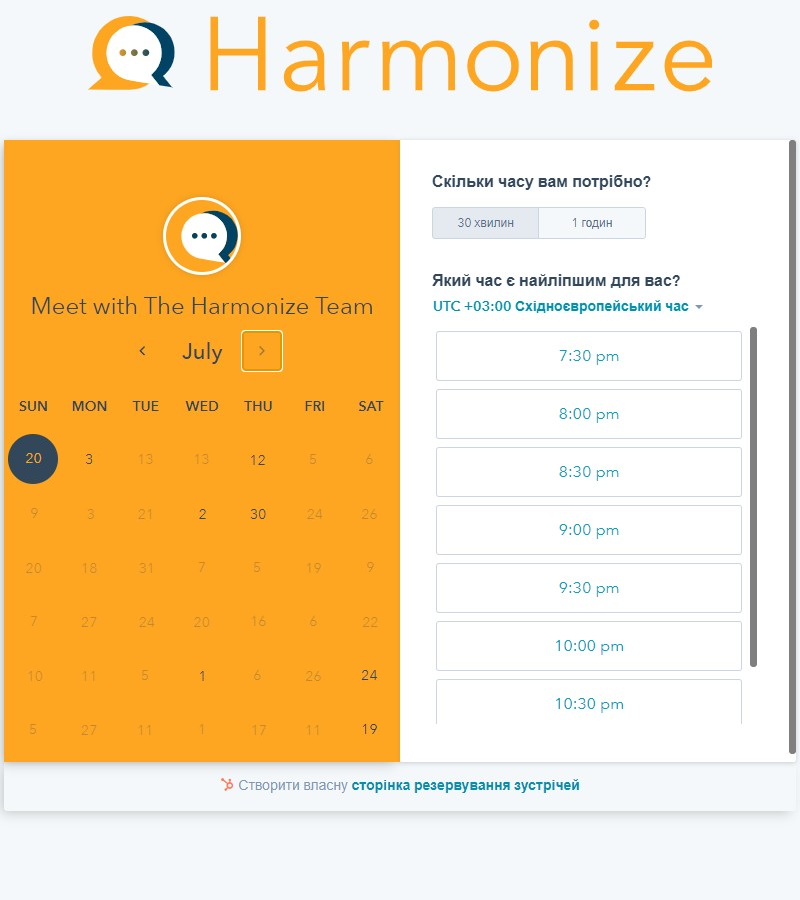 Harmonize
Meet with The Harmonize Team
July
SUN MON TUE WED THU FRI SAT
20 3 13 13 12 5 6
9 3 21 2 30 24 26
20 18 31 7 5 19 9
7 27 24 20 16 6 22
10 11 5 1 6 26 24
5 27 11 1 17 11 19
Скільки часу вам потрібно?
30 хвилин 1 годин
Який час є найліпшим для вас?
UTC +03:00 Східноєвропейський час
7:30 pm
8:00 pm
8:30 pm
9:00 pm
9:30 pm
10:00 pm
10:30 pm
Створити власну сторінка резервування зустрічей